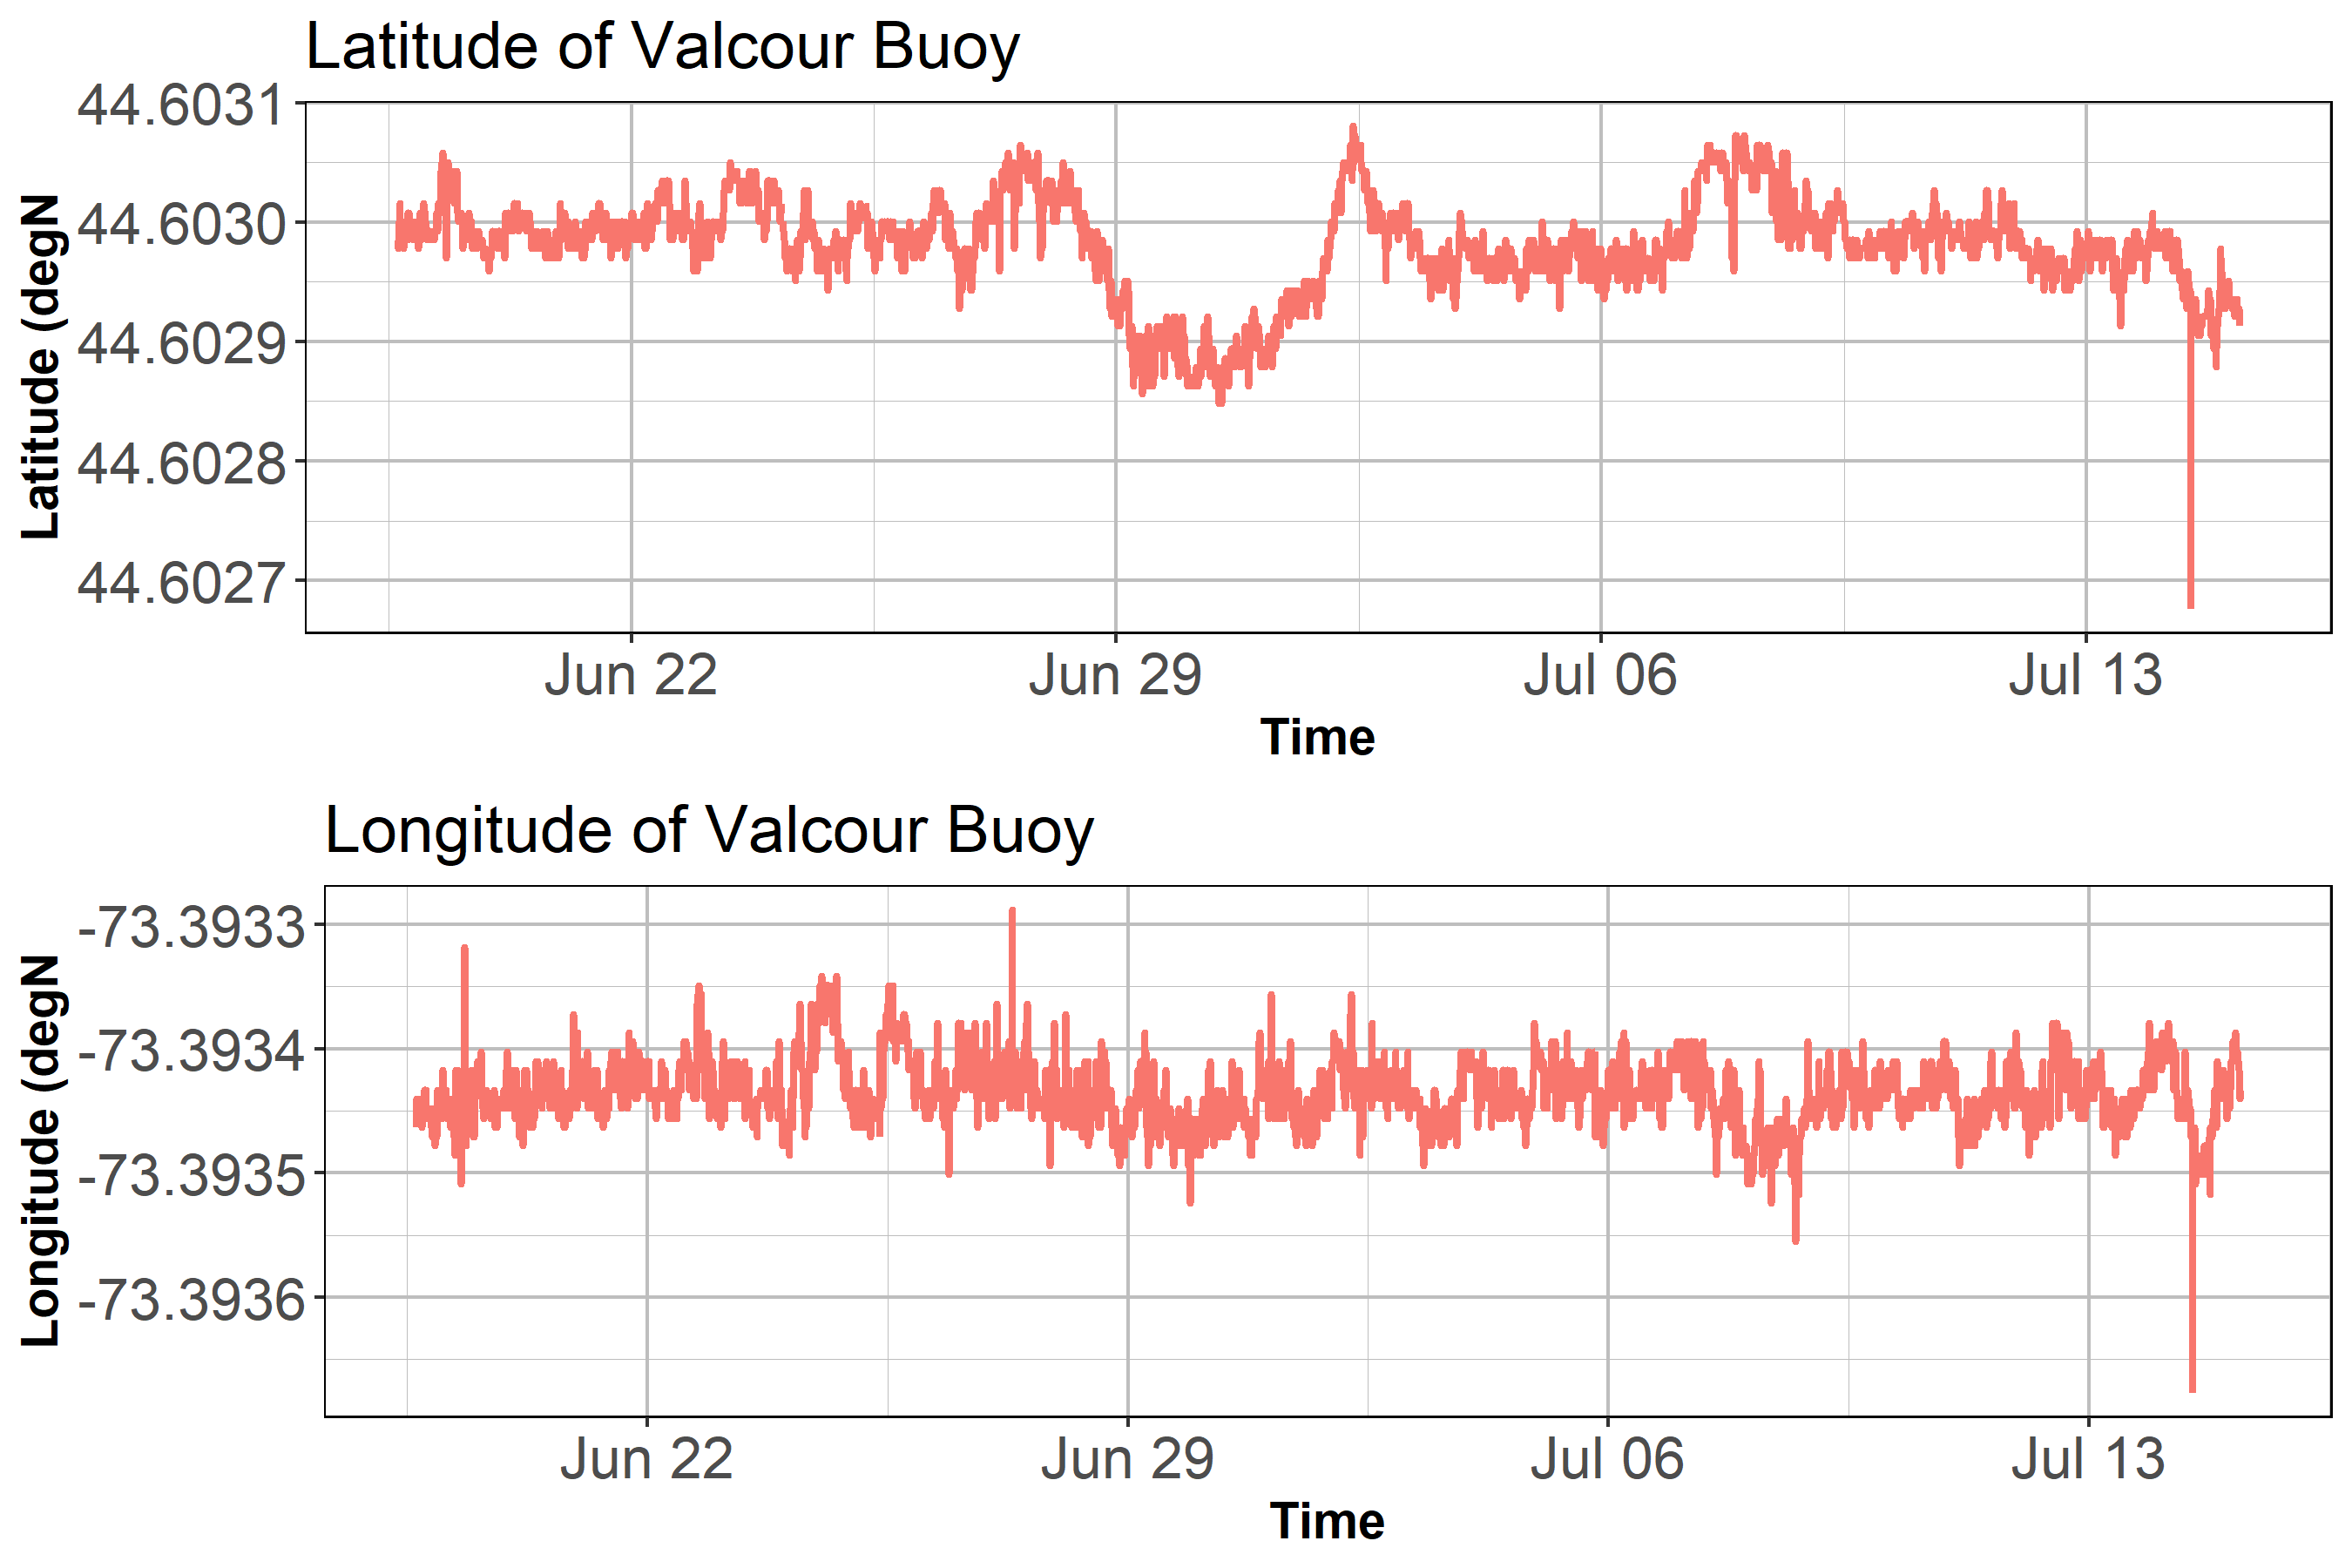 Latitude of Valcour Buoy
44.6031
44.6030
44.6029
44.6028
44.6027
Latitude (degN
Jun 22 Jun 29 Jul 06 Jul 13
Time
Longitude of Valcour Buoy
-73.3933
-73.3934
-73.3935
-73.3936
Longitude (degN
Jun 22 Jun 29 Jul 06 Jul 13
Time